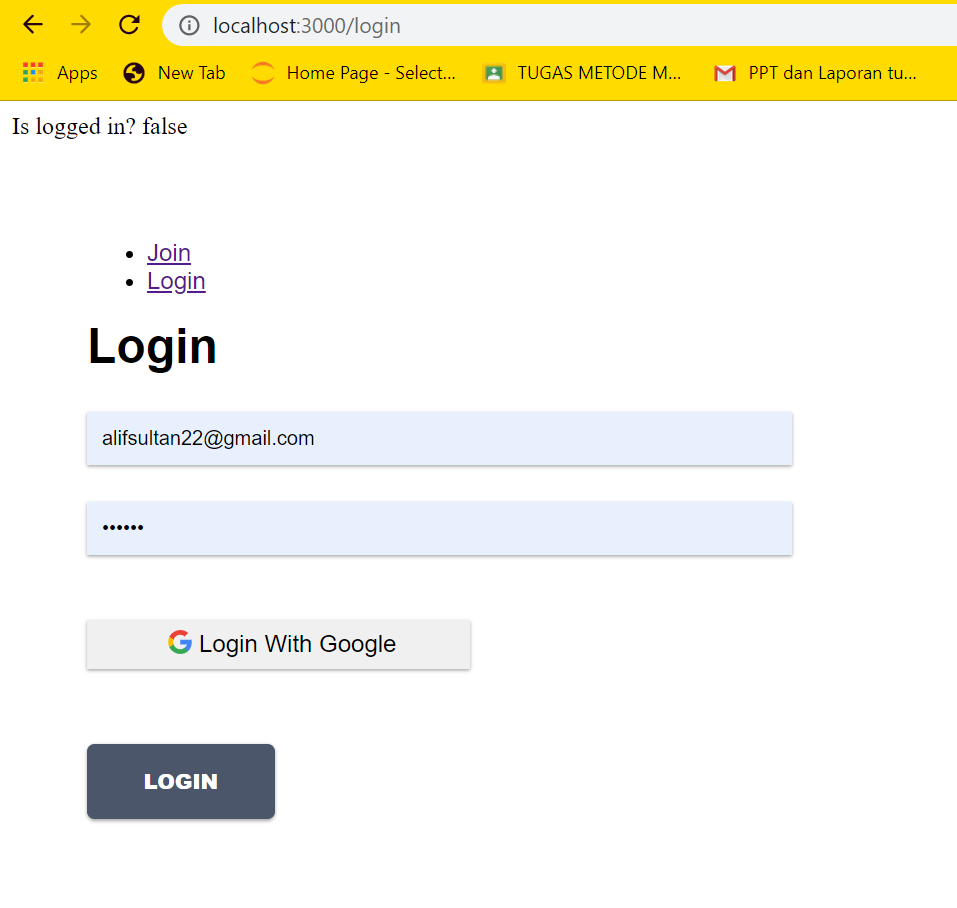 localhost:3000/login
Apps New Tab Home Page - Select... TUGAS METODE M... PPT dan Laporan tu...
Is logged in? false
Join
Login
Login
alifsultan22@gmail.com
••••••
Login With Google
LOGIN